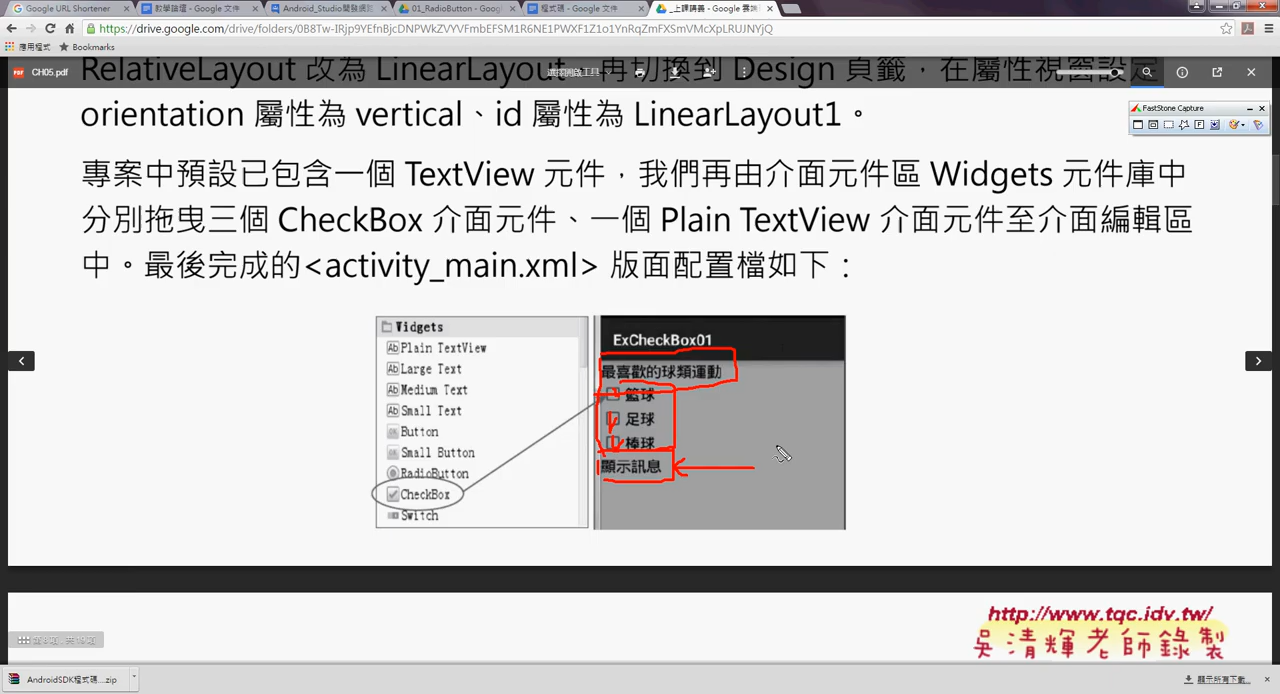 Google URL Shortener
教學論壇 - Google 文件
Android_Studio開發網路
01_RadioButton - Google
程式碼 - Google 文件
_上課講義 - Google 雲端
https://drive.google.com/drive/folders/0B8Tw-IRjp9YEfnBjcDNPWkZVYVFmbEFSM1R6NE1PWXF1Z1o1YnRqZmFXSmVMcXpLRUJNYjQ
應用程式
Bookmarks
CH05.pdf
選擇開啟工具
RelativeLayout 改為 LinearLayout，再切換到 Design 頁籤，在屬性視窗設定
orientation 屬性為 vertical、id 屬性為 LinearLayout1。
FastStone Capture
專案中預設已包含一個 TextView 元件，我們再由介面元件區 Widgets 元件庫中
分別拖曳三個 CheckBox 介面元件、一個 Plain TextView 介面元件至介面編輯區
中。最後完成的<activity_main.xml> 版面配置檔如下：
Widgets
Plain TextView
Large Text
Medium Text
Small Text
Button
Small Button
RadioButton
CheckBox
Switch
ExCheckBox01
最喜歡的球類運動
籃球
足球
棒球
顯示訊息
http://www.tqc.idv.tw/
吳清輝老師錄製
AndroidSDK程式碼....zip
顯示所有下載...